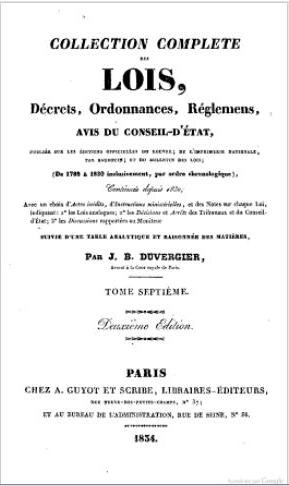 COLLECTION COMPLETE
DES
LOIS,
Décrets, Ordonnances, Réglemens,
AVIS DU CONSEIL-D'ÉTAT,
PUBLIÉE SUR LES ÉDITIONS OFFICIELLES DU LOUVRE; DE L'IMPRIMERIE NATIONALE,
PAR BAUDOUIN; ET DU BULLETIN DES LOIS;
(De 1788 à 1830 inclusivement, par ordre chronologique),
Continuée depuis 1830;
Avec un choix d'Actes inédits, d'Instructions ministérielles, et des Notes sur chaque Loi,
indiquant: 1° les Lois analogues; 2° les Décisions et Arrêts des Tribunaux et du Conseil-
d'État; 3° les Discussions rapportées au Moniteur
SUIVIE D'UNE TABLE ANALYTIQUE ET RAISONNÉE DES MATIÈRES,
PAR J. B. DUVERGIER,
Avocat à la Cour royale de Paris.
TOME SEPTIÈME.
Deuxième Édition.
PARIS
CHEZ A. GUYOT ET SCRIBE, LIBRAIRES-ÉDITEURS,
RUE NEUVE-DES-PETITS-CHAMPS, N° 37;
ET AU BUREAU DE L'ADMINISTRATION, RUE DE SEINE, N° 56.
1834.